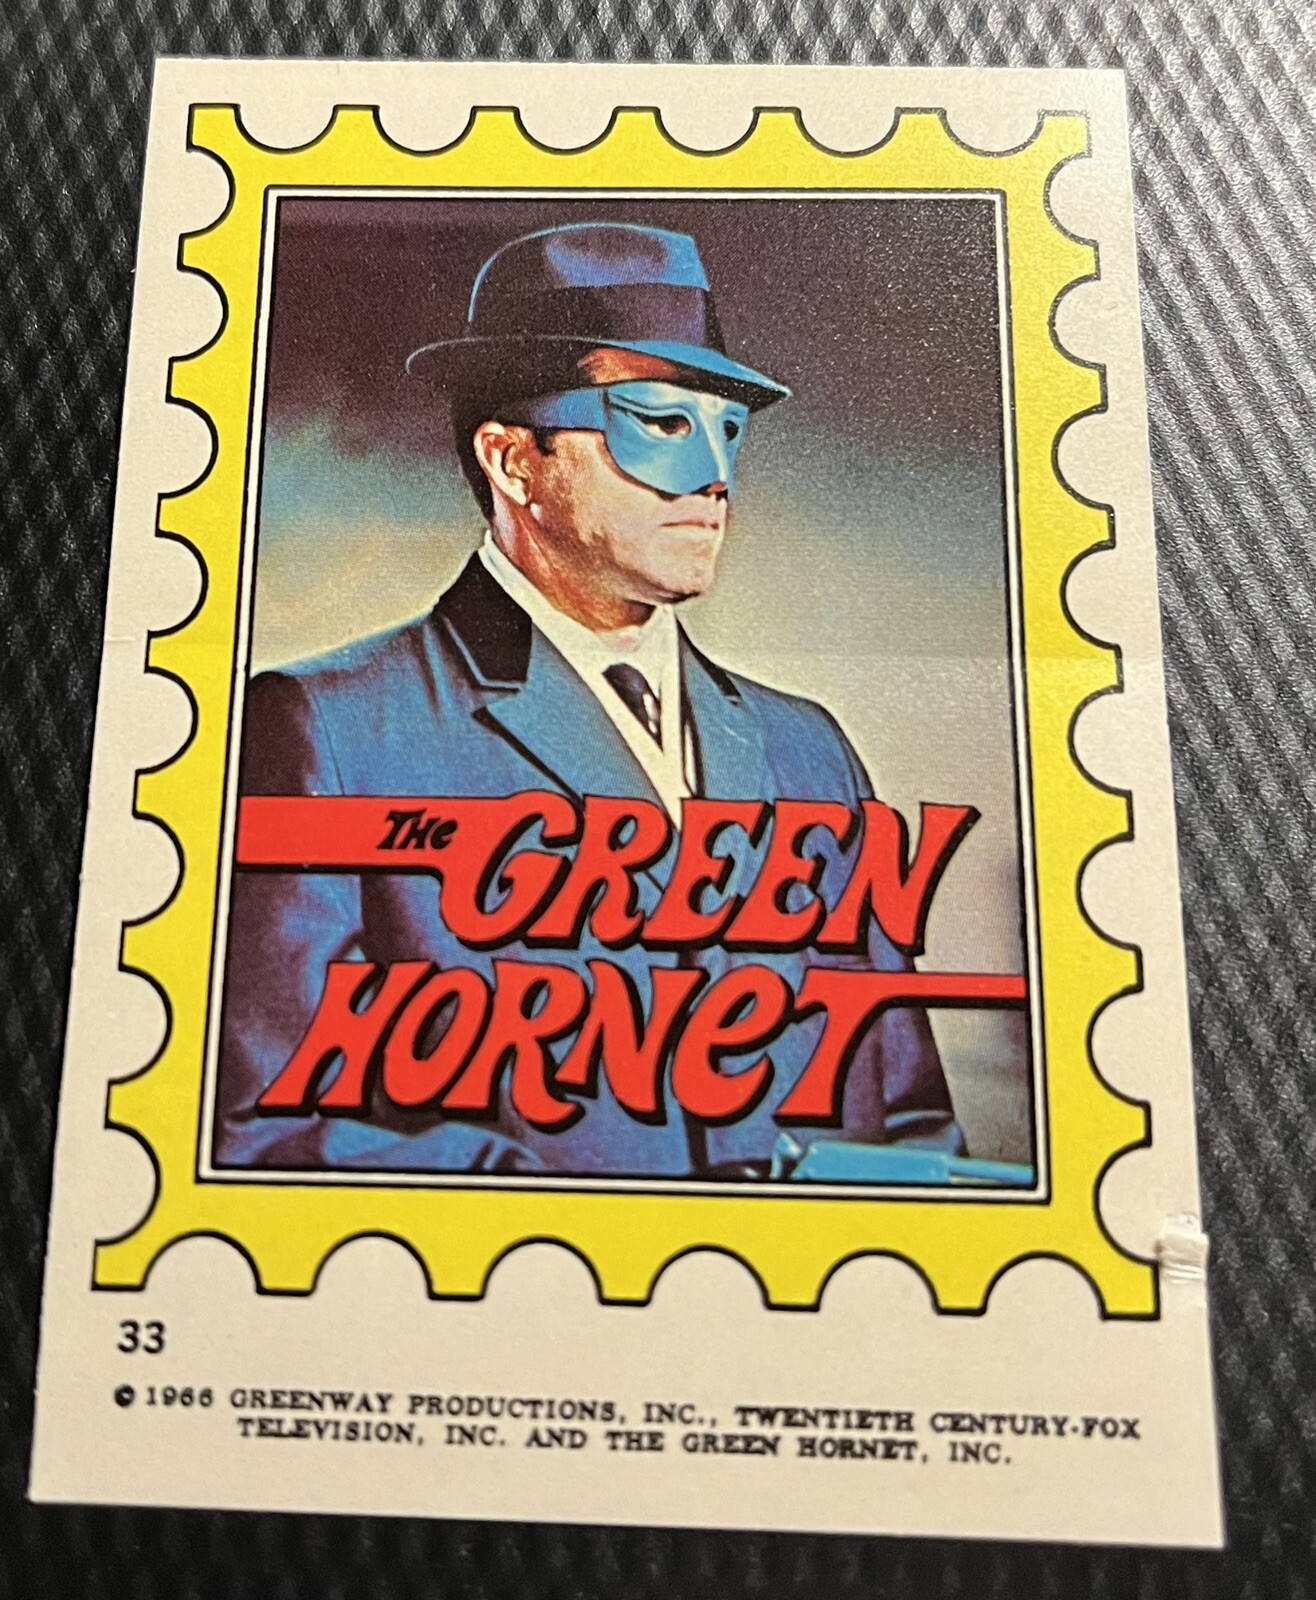 THe GREEN
HORNeT
33
© 1966 GREENWAY PRODUCTIONS, INC., TWENTIETH CENTURY-FOX
TELEVISION, INC. AND THE GREEN HORNET, INC.